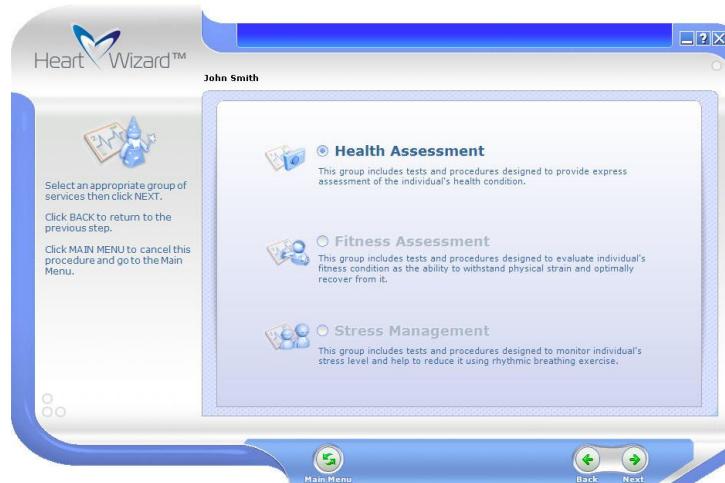 Heart Wizard™
John Smith
Select an appropriate group of
services then click NEXT.
Click BACK to return to the
previous step.
Click MAIN MENU to cancel this
procedure and go to the Main
Menu.
Health Assessment
This group includes tests and procedures designed to provide express
assessment of the individual's health condition.
Fitness Assessment
This group includes tests and procedures designed to evaluate individual's
fitness condition as the ability to withstand physical strain and optimally
recover from it.
Stress Management
This group includes tests and procedures designed to monitor individual's
stress level and help to reduce it using rhythmic breathing exercise.
Main Menu
Back
Next